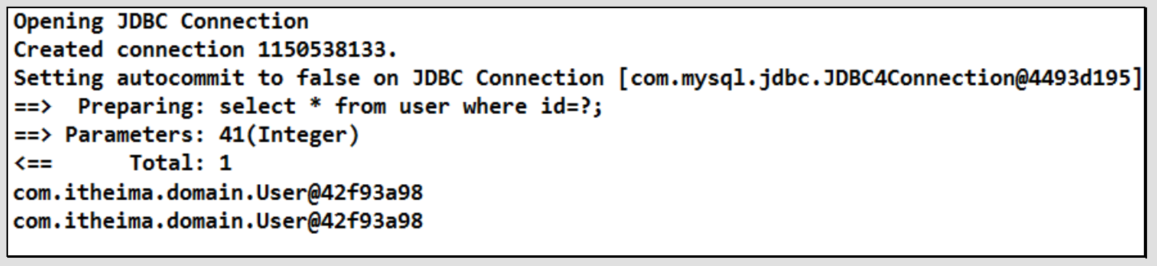 Opening JDBC Connection
Created connection 1150538133.
Setting autocommit to false on JDBC Connection [com.mysql.jdbc.JDBC4Connection@4493d195]
==>  Preparing: select * from user where id=?;
==> Parameters: 41(Integer)
<==      Total: 1
com.itheima.domain.User@42f93a98
com.itheima.domain.User@42f93a98